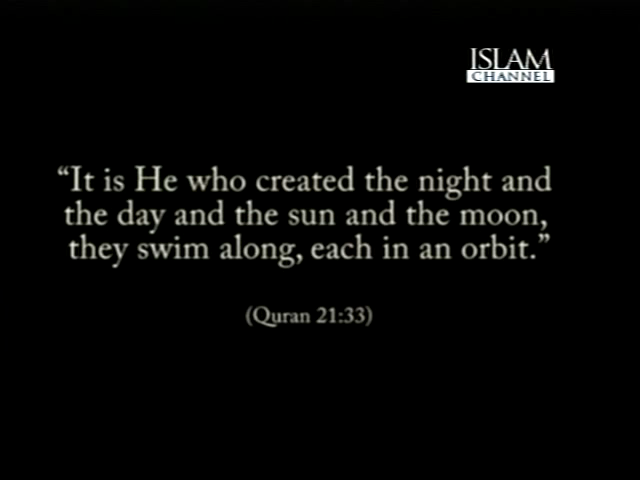 ISLAM
CHANNEL
“It is He who created the night and
the day and the sun and the moon,
they swim along, each in an orbit.”
(Quran 21:33)